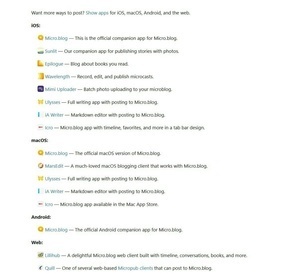 Want more ways to post? Show apps for iOS, macOS, Android, and the web.
iOS:
Micro.blog — This is the official companion app for Micro.blog.
Sunlit — Our companion app for publishing stories with photos.
Epilogue — Blog about books you read.
Wavelength — Record, edit, and publish microcasts.
Mimi Uploader — Batch photo uploading to your microblog.
Ulysses — Full writing app with posting to Micro.blog.
iA Writer — Markdown editor with posting to Micro.blog.
Icro — Micro.blog app with timeline, favorites, and more in a tab bar design.
macOS:
Micro.blog — The official macOS version of Micro.blog.
MarsEdit — A much-loved macOS blogging client that works with Micro.blog.
Ulysses — Full writing app with posting to Micro.blog.
iA Writer — Markdown editor with posting to Micro.blog.
Icro — Micro.blog app available in the Mac App Store.
Android:
Micro.blog — The official Android companion app for Micro.blog.
Web:
Lillihub — A delightful Micro.blog web client built with timeline, conversations, books, and more.
Quill — One of several web-based Micropub clients that can post to Micro.blog.